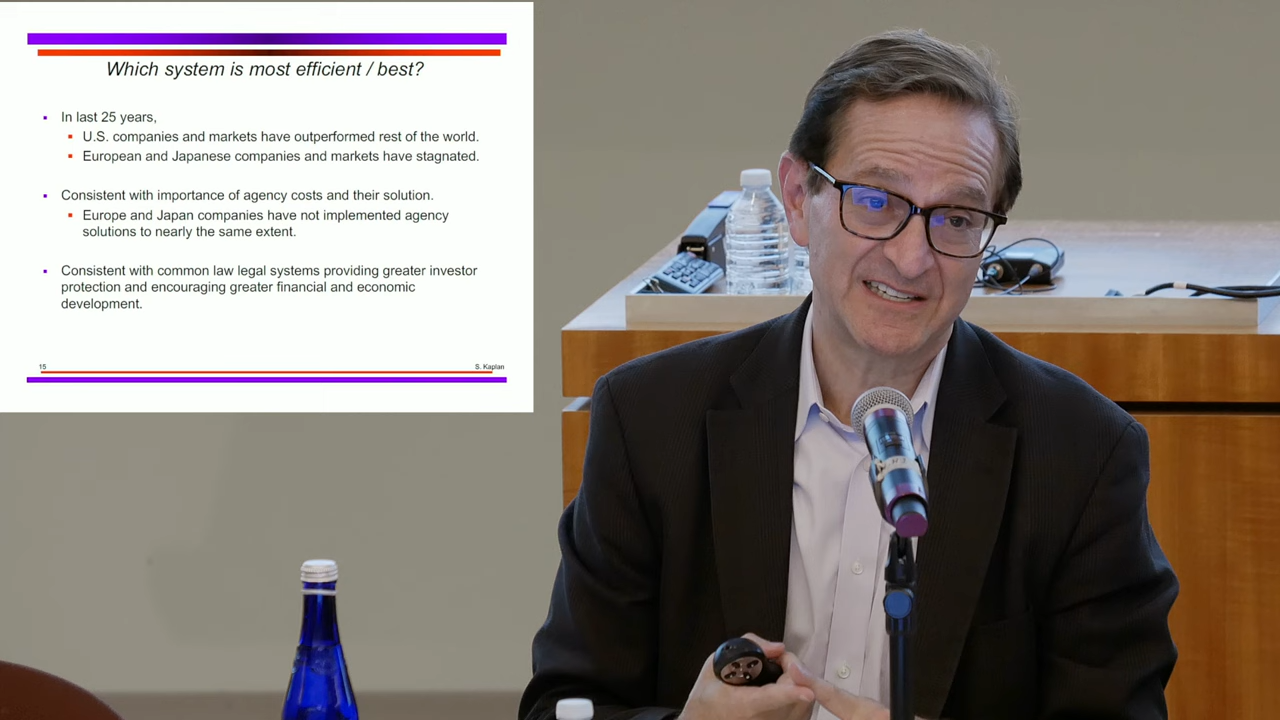 Which system is most efficient / best?
In last 25 years,
U.S. companies and markets have outperformed rest of the world.
European and Japanese companies and markets have stagnated.
Consistent with importance of agency costs and their solution.
Europe and Japan companies have not implemented agency
solutions to nearly the same extent.
Consistent with common law legal systems providing greater investor
protection and encouraging greater financial and economic
development.
15
S. Kaplan